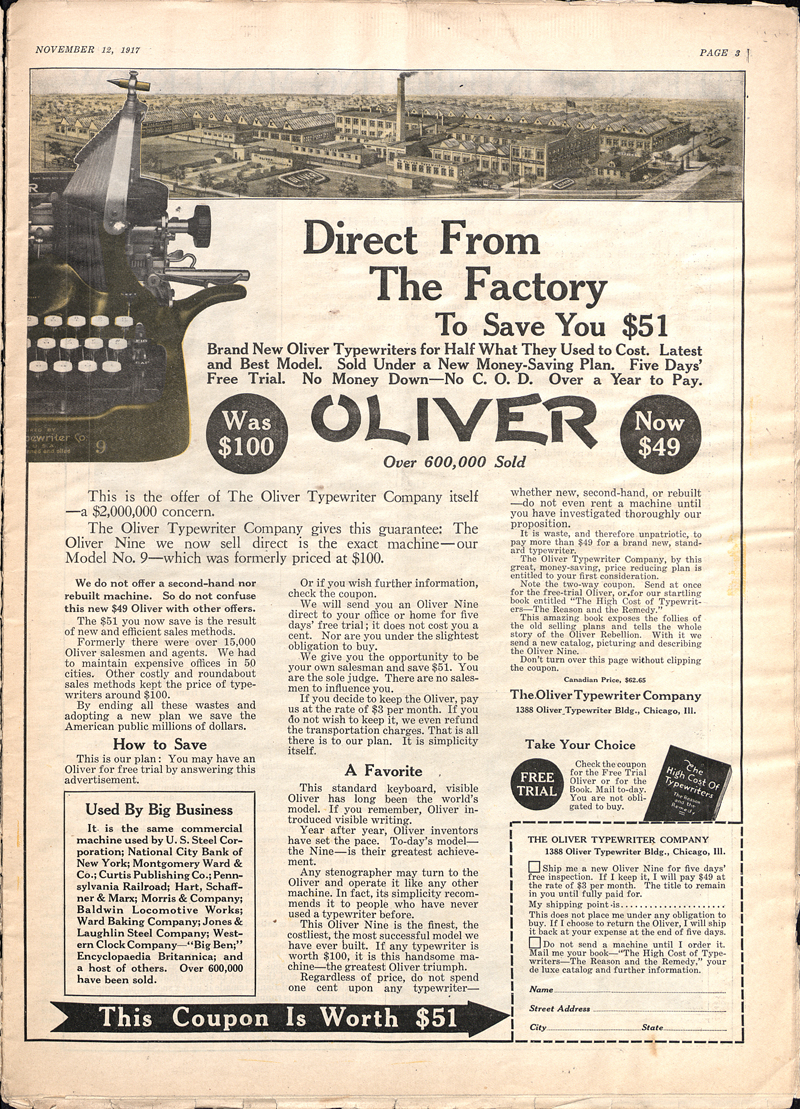 NOVEMBER 12, 1917
PAGE 3
Direct From
The Factory
To Save You $51
Brand New Oliver Typewriters for Half What They Used to Cost. Latest
and Best Model. Sold Under a New Money-Saving Plan. Five Days'
Free Trial. No Money Down—No C. O. D. Over a Year to Pay.
Was
$100
OLIVER
Now
$49
Over 600,000 Sold
R
ewriter Co
9
This is the offer of The Oliver Typewriter Company itself
—a $2,000,000 concern.
The Oliver Typewriter Company gives this guarantee: The
Oliver Nine we now sell direct is the exact machine—our
Model No. 9—which was formerly priced at $100.
We do not offer a second-hand nor
rebuilt machine. So do not confuse
this new $49 Oliver with other offers.
The $51 you now save is the result
of new and efficient sales methods.
Formerly there were over 15,000
Oliver salesmen and agents. We had
to maintain expensive offices in 50
cities. Other costly and roundabout
sales methods kept the price of type-
writers around $100.
By ending all these wastes and
adopting a new plan we save the
American public millions of dollars.
How to Save
This is our plan: You may have an
Oliver for free trial by answering this
advertisement.
Used By Big Business
It is the same commercial
machine used by U. S. Steel Cor-
poration; National City Bank of
New York; Montgomery Ward &
Co.; Curtis Publishing Co.; Penn-
sylvania Railroad; Hart, Schaff-
ner & Marx; Morris & Company;
Baldwin Locomotive Works;
Ward Baking Company; Jones &
Laughlin Steel Company; West-
ern Clock Company—"Big Ben;"
Encyclopaedia Britannica; and
a host of others. Over 600,000
have been sold.
Or if you wish further information,
check the coupon.
We will send you an Oliver Nine
direct to your office or home for five
days' free trial; it does not cost you a
cent. Nor are you under the slightest
obligation to buy.
We give you the opportunity to be
your own salesman and save $51. You
are the sole judge. There are no sales-
men to influence you.
If you decide to keep the Oliver, pay
us at the rate of $3 per month. If you
do not wish to keep it, we even refund
the transportation charges. That is all
there is to our plan. It is simplicity
itself.
A Favorite
This standard keyboard, visible
Oliver has long been the world's
model. If you remember, Oliver in-
troduced visible writing.
Year after year, Oliver inventors
have set the pace. To-day's model—
the Nine—is their greatest achieve-
ment.
Any stenographer may turn to the
Oliver and operate it like any other
machine. In fact, its simplicity recom-
mends it to people who have never
used a typewriter before.
This Oliver Nine is the finest, the
costliest, the most successful model we
have ever built. If any typewriter is
worth $100, it is this handsome ma-
chine—the greatest Oliver triumph.
Regardless of price, do not spend
one cent upon any typewriter—
whether new, second-hand, or rebuilt
—do not even rent a machine until
you have investigated thoroughly our
proposition.
It is waste, and therefore unpatriotic, to
pay more than $49 for a brand new, stand-
ard typewriter.
The Oliver Typewriter Company, by this
great, money-saving, price reducing plan is
entitled to your first consideration.
Note the two-way coupon. Send at once
for the free-trial Oliver, or for our startling
book entitled "The High Cost of Typewrit-
ers—The Reason and the Remedy."
This amazing book exposes the follies of
the old selling plans and tells the whole
story of the Oliver Rebellion. With it we
send a new catalog, picturing and describing
the Oliver Nine.
Don't turn over this page without clipping
the coupon.
Canadian Price, $62.65
The Oliver Typewriter Company
1388 Oliver Typewriter Bldg., Chicago, Ill.
Take Your Choice
FREE
TRIAL
Check the coupon
for the Free Trial
Oliver or for the
Book. Mail to-day.
You are not obli-
gated to buy.
The
High Cost Of
Typewriters
The Reason
and the
Remedy
THE OLIVER TYPEWRITER COMPANY
1388 Oliver Typewriter Bldg., Chicago, Ill.
Ship me a new Oliver Nine for five days'
free inspection. If I keep it, I will pay $49 at
the rate of $3 per month. The title to remain
in you until fully paid for.
My shipping point is........................
This does not place me under any obligation to
buy. If I choose to return the Oliver, I will ship
it back at your expense at the end of five days.
Do not send a machine until I order it.
Mail me your book—"The High Cost of Type-
writers—The Reason and the Remedy," your
de luxe catalog and further information.
Name
Street Address
City State
This Coupon Is Worth $51